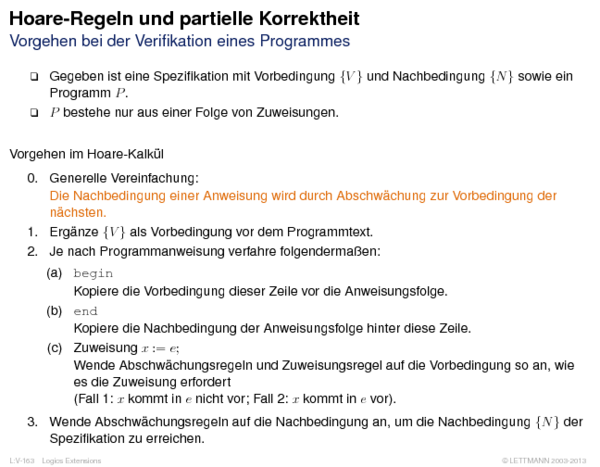 Hoare-Regeln und partielle Korrektheit
Vorgehen bei der Verifikation eines Programmes
❏ Gegeben ist eine Spezifikation mit Vorbedingung {V} und Nachbedingung {N} sowie ein
Programm P.
❏ P bestehe nur aus einer Folge von Zuweisungen.
Vorgehen im Hoare-Kalkül
0. Generelle Vereinfachung:
Die Nachbedingung einer Anweisung wird durch Abschwächung zur Vorbedingung der
nächsten.
1. Ergänze {V} als Vorbedingung vor dem Programmtext.
2. Je nach Programmanweisung verfahre folgendermaßen:
(a) begin
Kopiere die Vorbedingung dieser Zeile vor die Anweisungsfolge.
(b) end
Kopiere die Nachbedingung der Anweisungsfolge hinter diese Zeile.
(c) Zuweisung x := e;
Wende Abschwächungsregeln und Zuweisungsregel auf die Vorbedingung so an, wie
es die Zuweisung erfordert
(Fall 1: x kommt in e nicht vor; Fall 2: x kommt in e vor).
3. Wende Abschwächungsregeln auf die Nachbedingung an, um die Nachbedingung {N} der
Spezifikation zu erreichen.
L:V-163 Logics Extensions © LETTMANN 2003-2013